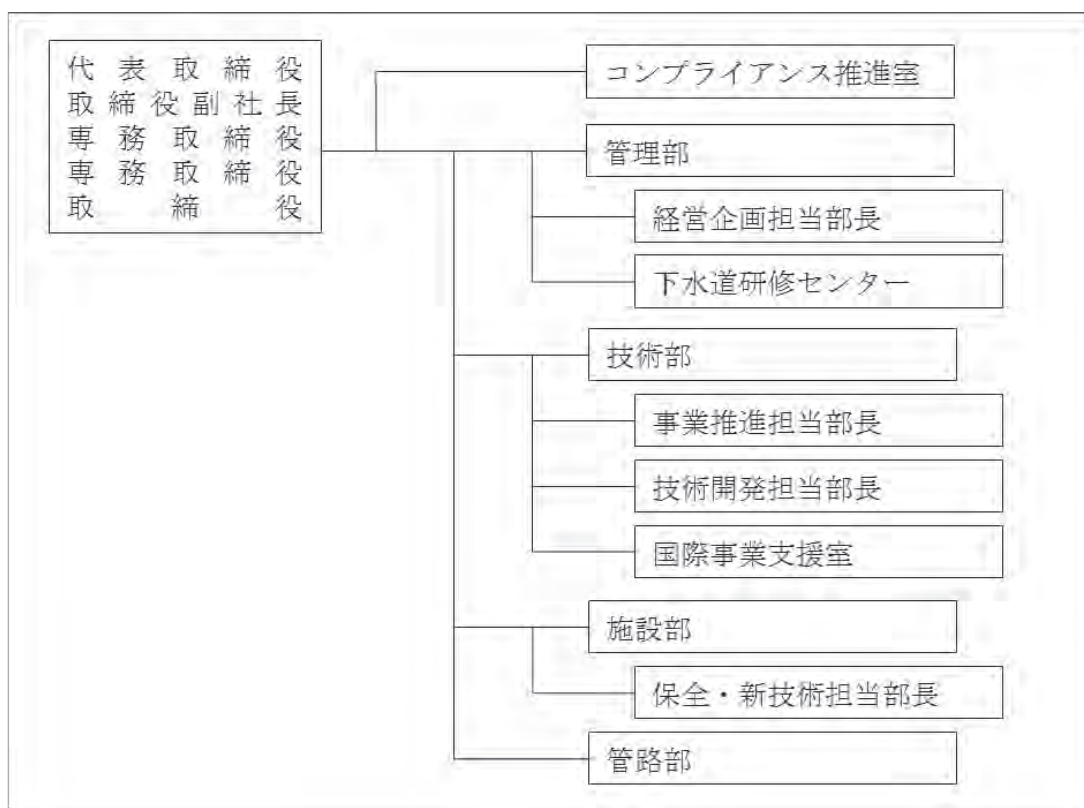 代表取締役
取締役副社長
専務取締役
専務取締役
取締役
コンプライアンス推進室
管理部
経営企画担当部長
下水道研修センター
技術部
事業推進担当部長
技術開発担当部長
国際事業支援室
施設部
保全・新技術担当部長
管路部